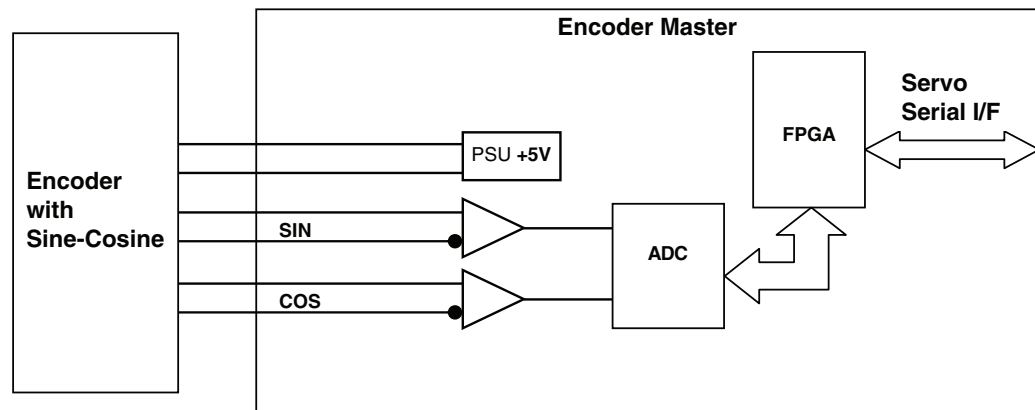 Encoder Master
Servo
Serial I/F
FPGA
PSU +5V
Encoder
with
Sine-Cosine
SIN
ADC
COS